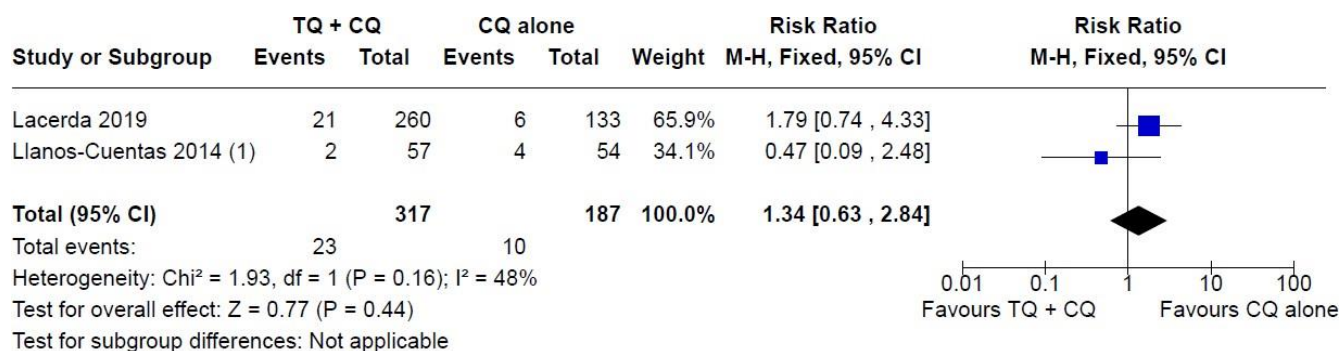 TQ + CQ CQ alone Risk Ratio Risk Ratio
Study or Subgroup Events Total Events Total Weight M-H, Fixed, 95% CI M-H, Fixed, 95% CI
Lacerda 2019 21 260 6 133 65.9% 1.79 [0.74 , 4.33]
Llanos-Cuentas 2014 (1) 2 57 4 54 34.1% 0.47 [0.09 , 2.48]
Total (95% CI) 317 187 100.0% 1.34 [0.63 , 2.84]
Total events: 23 10
Heterogeneity: Chi² = 1.93, df = 1 (P = 0.16); I² = 48%
0.01 0.1 1 10 100
Test for overall effect: Z = 0.77 (P = 0.44)
Favours TQ + CQ Favours CQ alone
Test for subgroup differences: Not applicable